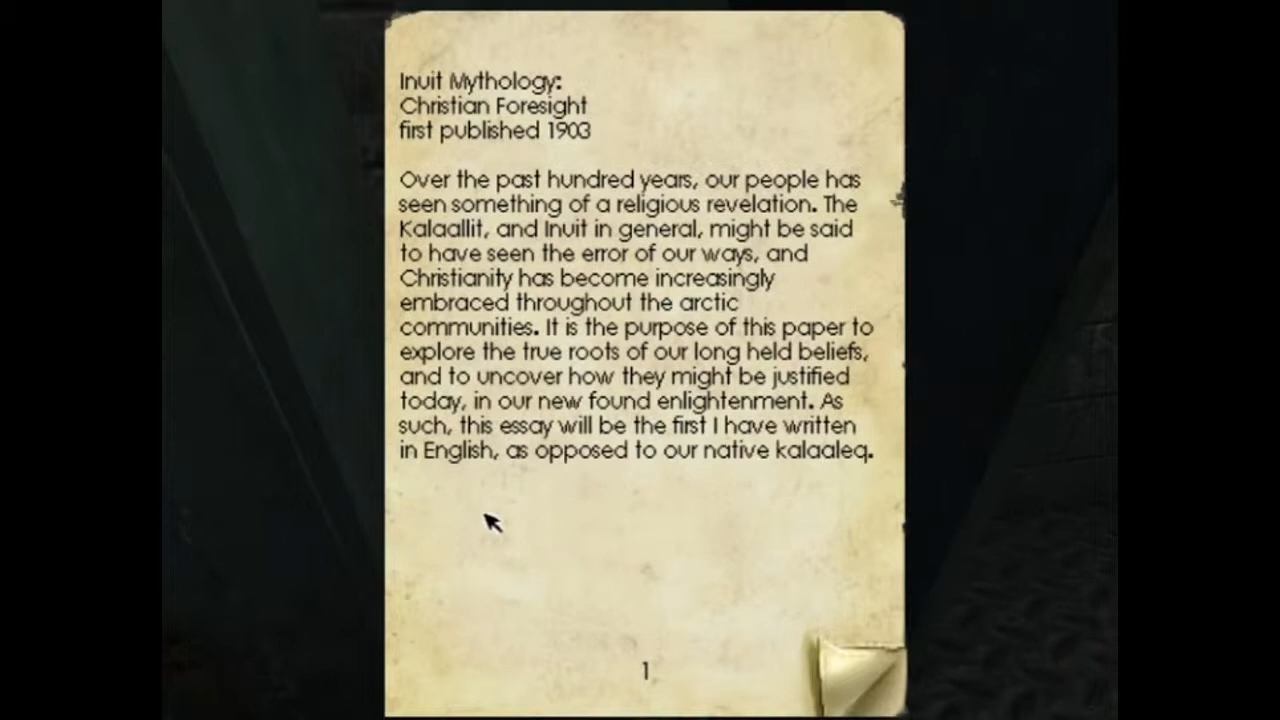 Inuit Mythology:
Christian Foresight
first published 1903
Over the past hundred years, our people has
seen something of a religious revelation. The
Kalaallit, and Inuit in general, might be said
to have seen the error of our ways, and
Christianity has become increasingly
embraced throughout the arctic
communities. It is the purpose of this paper to
explore the true roots of our long held beliefs,
and to uncover how they might be justified
today, in our new found enlightenment. As
such, this essay will be the first I have written
in English, as opposed to our native kalaaleq.
1